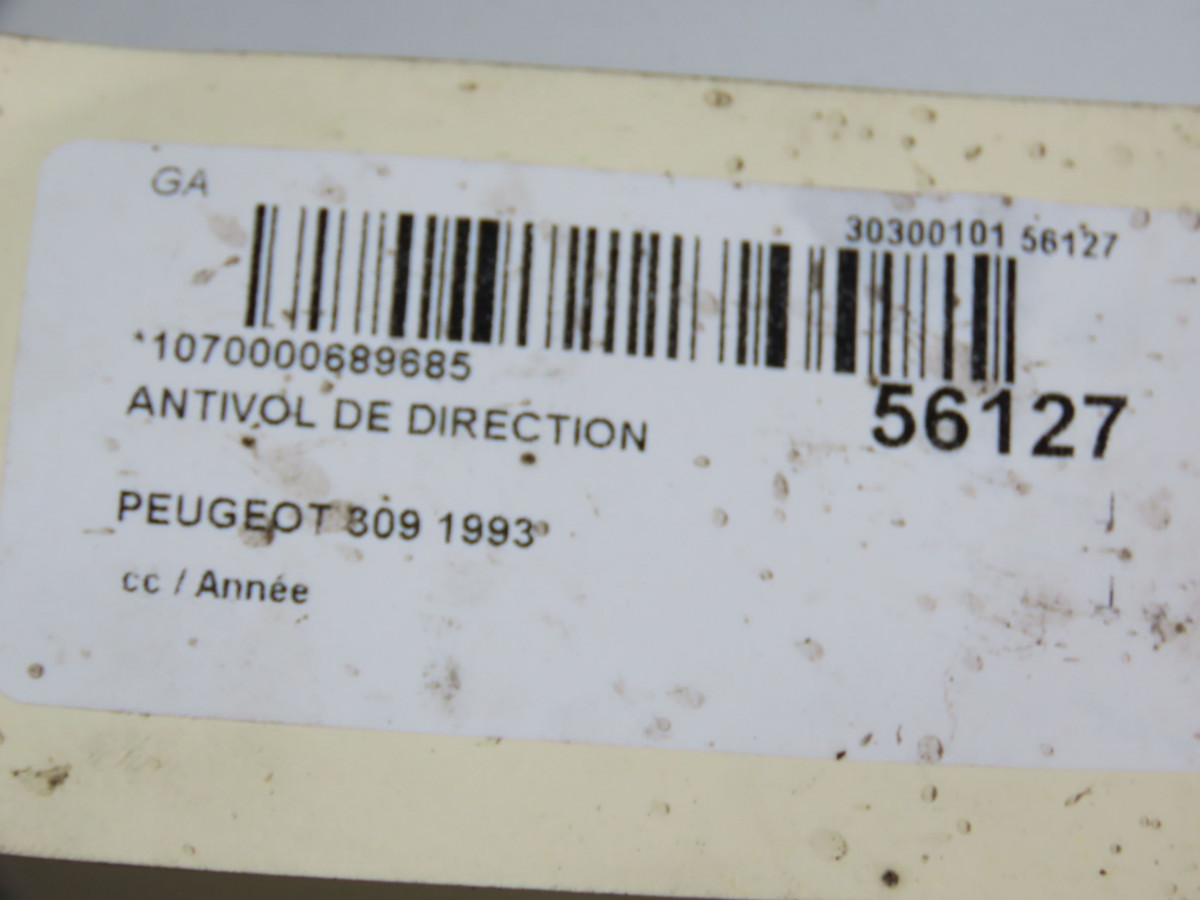 GA
30300101 56127
*1070000689685
56127
ANTIVOL DE DIRECTION
PEUGEOT 309 1993
cc / Année